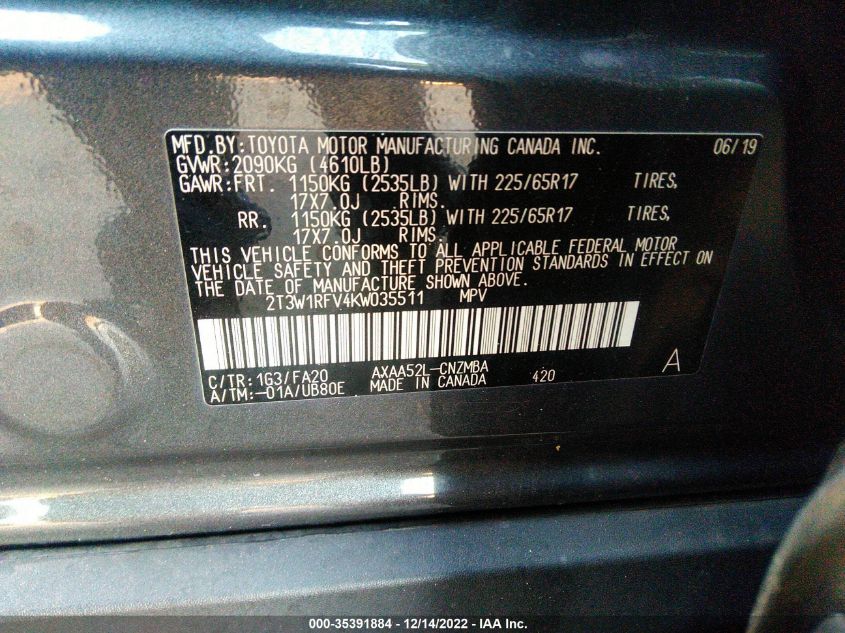 MFD.BY:TOYOTA MOTOR MANUFACTURING CANADA INC. 06/19
GVWR:2090KG (4610LB)
GAWR:FRT. 1150KG (2535LB) WITH 225/65R17 TIRES,
17X7.0J RIMS.
RR. 1150KG (2535LB) WITH 225/65R17 TIRES,
17X7.0J RIMS.
THIS VEHICLE CONFORMS TO ALL APPLICABLE FEDERAL MOTOR
VEHICLE SAFETY AND THEFT PREVENTION STANDARDS IN EFFECT ON
THE DATE OF MANUFACTURE SHOWN ABOVE.
2T3W1RFV4KW035511 MPV
A
C/TR:1G3/FA20 AXAA52L-CNZMBA 420
A/TM:-01A/UB80E MADE IN CANADA
000-35391884 - 12/14/2022 - IAA Inc.